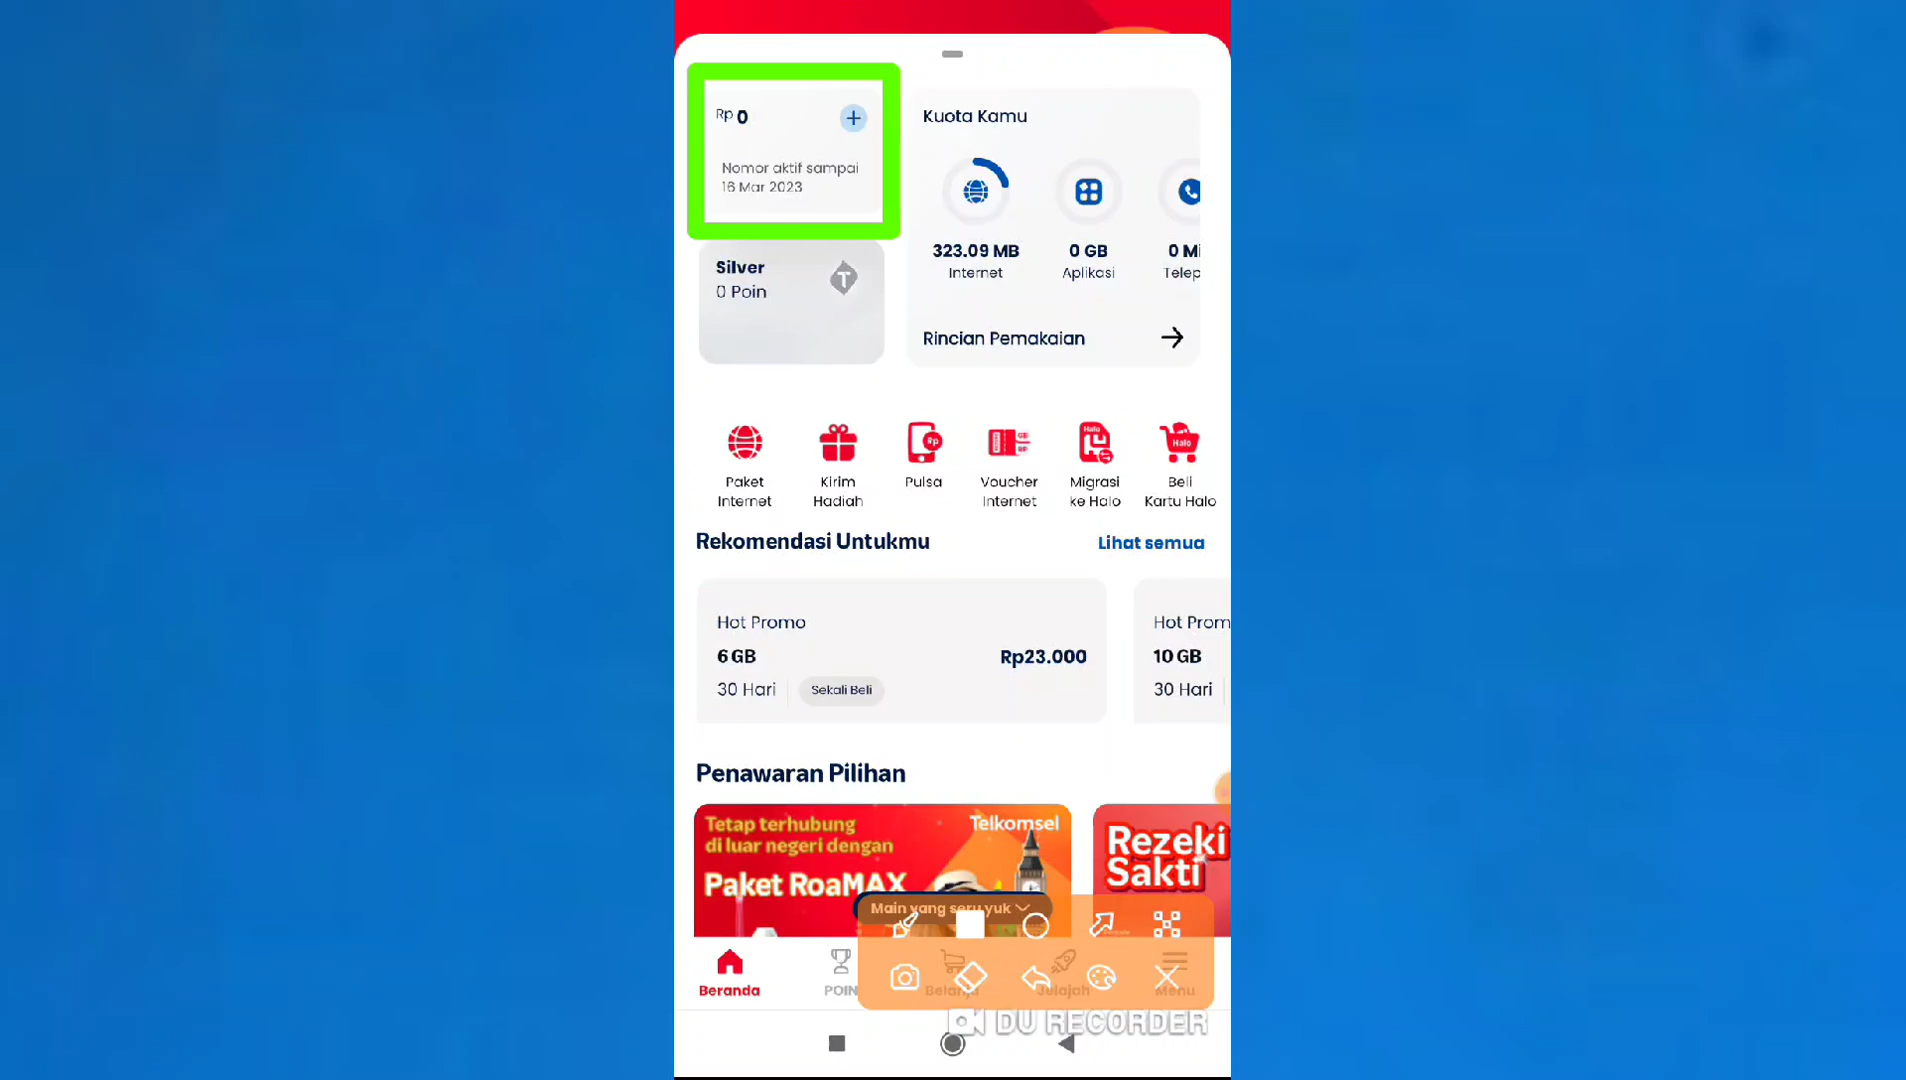 Rp 0
Nomor aktif sampai
16 Mar 2023
Silver
0 Poin
Kuota Kamu
323.09 MB
Internet
0 GB
Aplikasi
0 Mi
Telep
Rincian Pemakaian
Paket
Internet
Kirim
Hadiah
Pulsa
Voucher
Internet
Migrasi
ke Halo
Beli
Kartu Halo
Rekomendasi Untukmu
Lihat semua
Hot Promo
6 GB
Rp23.000
30 Hari
Sekali Beli
Hot Prom
10 GB
30 Hari
Penawaran Pilihan
Tetap terhubung
di luar negeri dengan
Paket RoaMAX
Telkomsel
Rezeki
Sakti
Main yang seru yuk
Beranda
POIN
Belanja
Jelajah
Menu
DU RECORDER